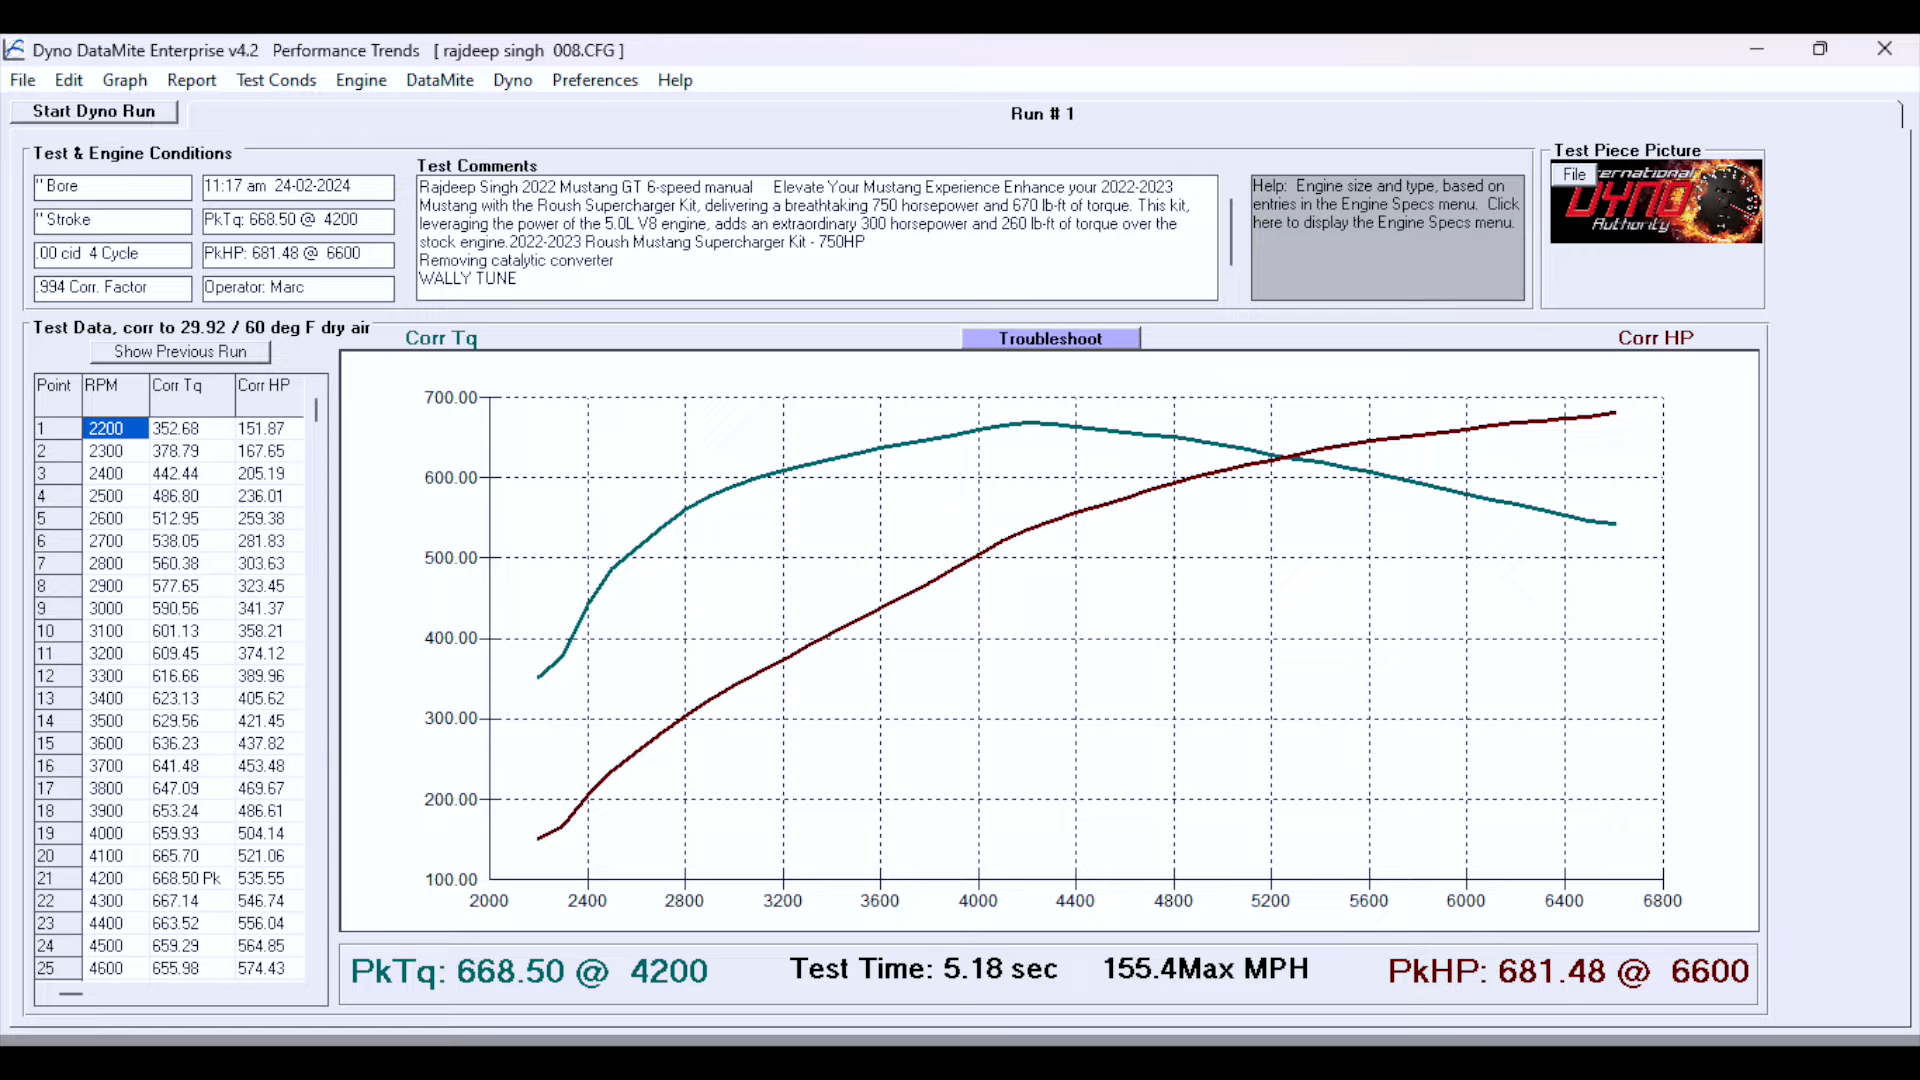 Dyno DataMite Enterprise v4.2   Performance Trends   [ rajdeep singh  008.CFG ]
File Edit Graph Report Test Conds Engine DataMite Dyno Preferences Help
Start Dyno Run
Run # 1
Test & Engine Conditions
" Bore
11:17 am  24-02-2024
" Stroke
PkTq: 668.50 @  4200
.00 cid  4 Cycle
PkHP: 681.48 @  6600
.994 Corr. Factor
Operator: Marc
Test Comments
Rajdeep Singh 2022 Mustang GT 6-speed manual     Elevate Your Mustang Experience Enhance your 2022-2023
Mustang with the Roush Supercharger Kit, delivering a breathtaking 750 horsepower and 670 lb-ft of torque. This kit,
leveraging the power of the 5.0L V8 engine, adds an extraordinary 300 horsepower and 260 lb-ft of torque over the
stock engine.2022-2023 Roush Mustang Supercharger Kit - 750HP
Removing catalytic converter
WALLY TUNE
Help:  Engine size and type, based on
entries in the Engine Specs menu.  Click
here to display the Engine Specs menu.
Test Piece Picture
File
ernational
DYNO
Authority
Test Data, corr to 29.92 / 60 deg F dry air
Show Previous Run
Point RPM Corr Tq Corr HP
1 2200 352.68 151.87
2 2300 378.79 167.65
3 2400 442.44 205.19
4 2500 486.80 236.01
5 2600 512.95 259.38
6 2700 538.05 281.83
7 2800 560.38 303.63
8 2900 577.65 323.45
9 3000 590.56 341.37
10 3100 601.13 358.21
11 3200 609.45 374.12
12 3300 616.66 389.96
13 3400 623.13 405.62
14 3500 629.56 421.45
15 3600 636.23 437.82
16 3700 641.48 453.48
17 3800 647.09 469.67
18 3900 653.24 486.61
19 4000 659.93 504.14
20 4100 665.70 521.06
21 4200 668.50 Pk 535.55
22 4300 667.14 546.74
23 4400 663.52 556.04
24 4500 659.29 564.85
25 4600 655.98 574.43
Corr Tq
Troubleshoot
Corr HP
700.00
600.00
500.00
400.00
300.00
200.00
100.00
2000 2400 2800 3200 3600 4000 4400 4800 5200 5600 6000 6400 6800
PkTq: 668.50 @  4200
Test Time: 5.18 sec
155.4Max MPH
PkHP: 681.48 @  6600